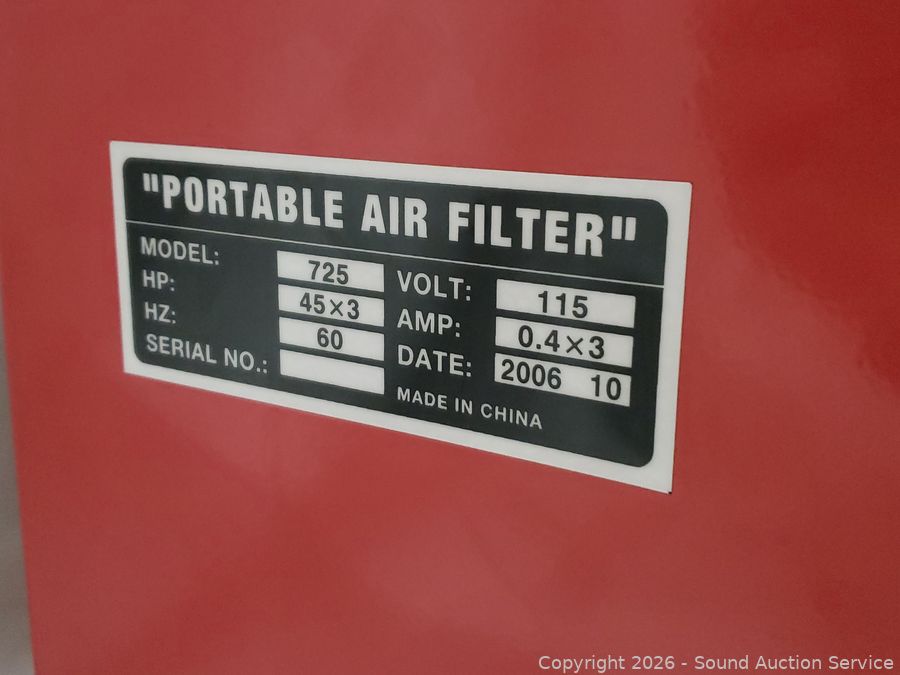 "PORTABLE AIR FILTER"
MODEL: 725 VOLT: 115
HP: 45×3 AMP: 0.4×3
HZ: 60 DATE: 2006 10
SERIAL NO.:
MADE IN CHINA
Copyright 2026 - Sound Auction Service